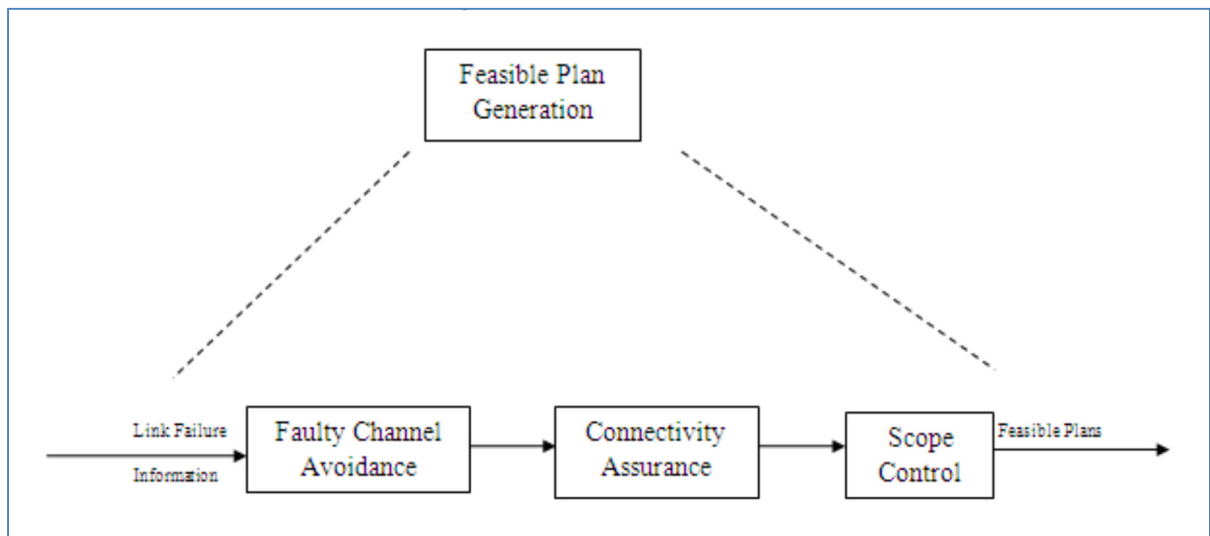 Feasible Plan
Generation
Link Failure
Information
Faulty Channel
Avoidance
Connectivity
Assurance
Scope
Control
Feasible Plans